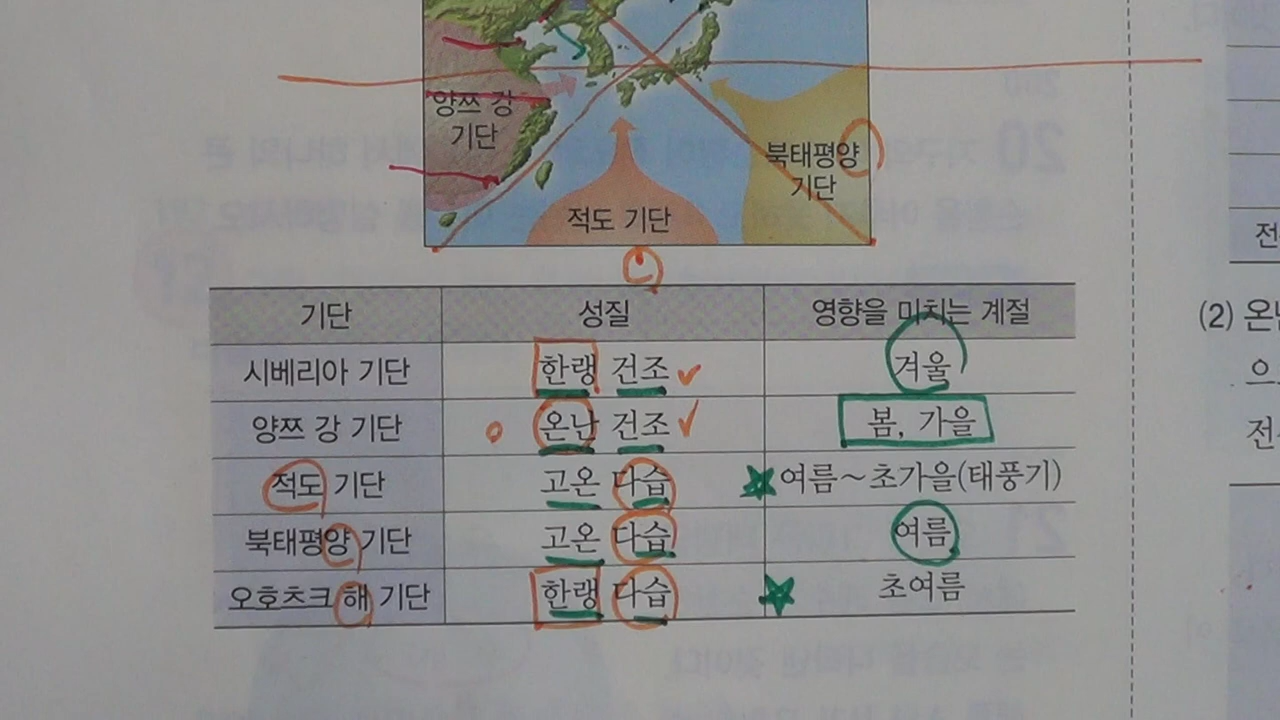 양쯔 강
기단
북태평양
기단
적도 기단
기단 성질 영향을 미치는 계절
시베리아 기단 한랭 건조 겨울
양쯔 강 기단 온난 건조 봄, 가을
적도 기단 고온 다습 여름~초가을(태풍기)
북태평양 기단 고온 다습 여름
오호츠크 해 기단 한랭 다습 초여름
(2) 온난
으